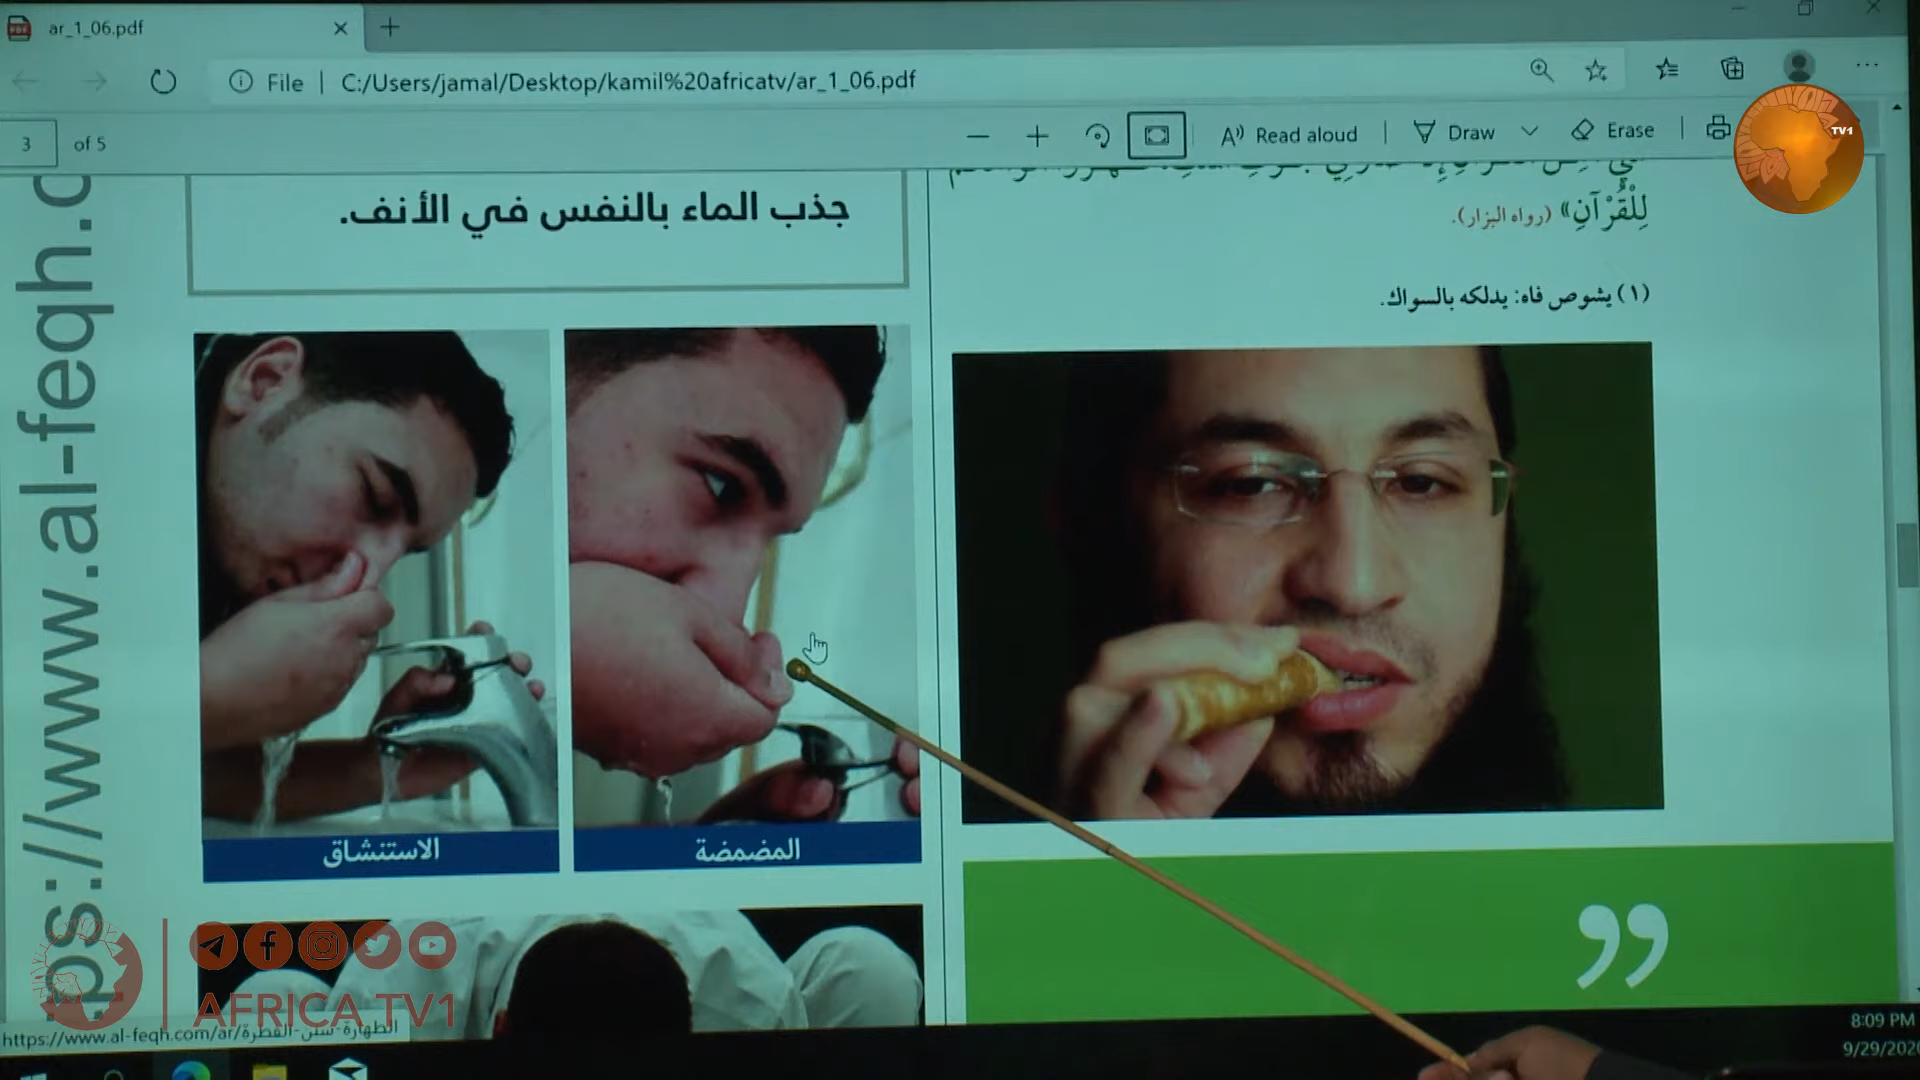 ar_1_06.pdf
File | C:/Users/jamal/Desktop/kamil%20africatv/ar_1_06.pdf
3 of 5
Read aloud | Draw Erase
TV1
جذب الماء بالنفس في الأنف.
لِلْقُرْآنِ» (رواه البزار).
(١) يشوص فاه: يدلكه بالسواك.
المضمضة
الاستنشاق
ps://www.al-feqh.c
AFRICA TV1
https://www.al-feqh.com/ar/الطهارة-سنن-الفطرة
8:09 PM
9/29/202